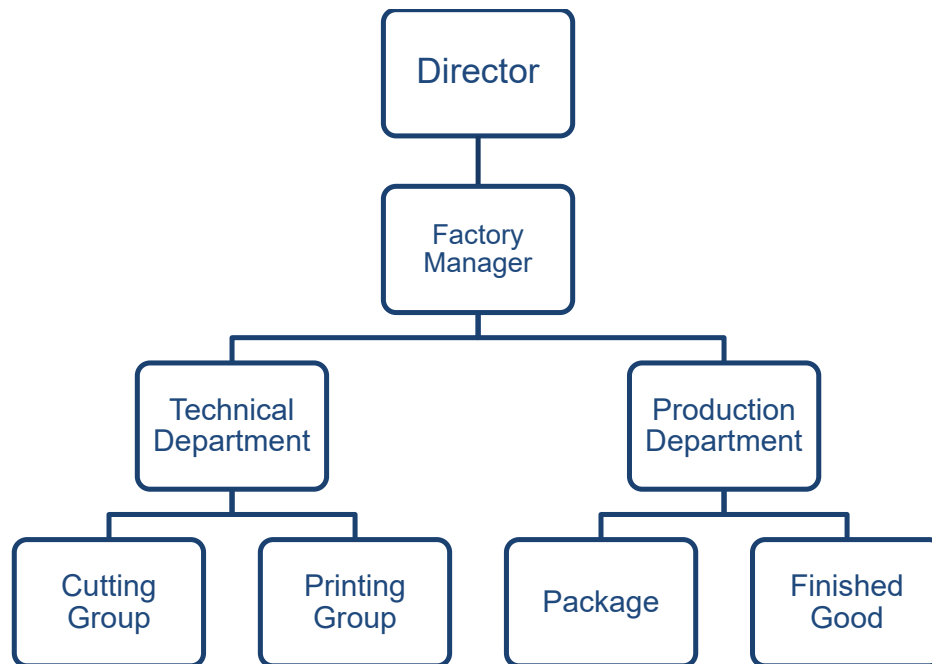 Director
Factory
Manager
Technical
Department
Production
Department
Cutting
Group
Printing
Group
Package
Finished
Good